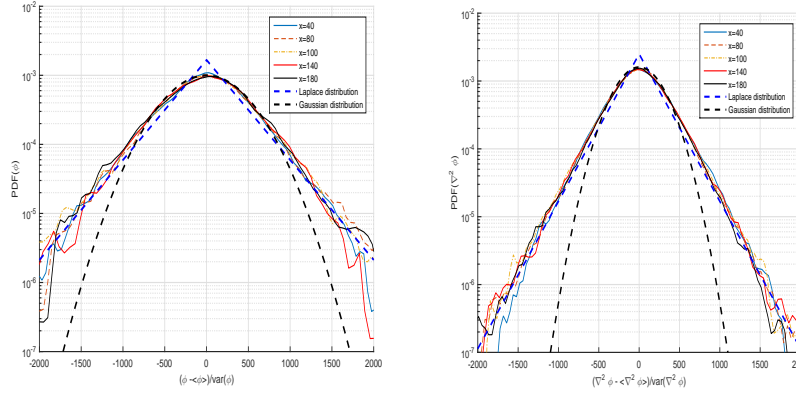 10^-2
10^-3
10^-4
10^-5
10^-6
10^-7
PDF(ϕ)
x=40
x=80
x=100
x=140
x=180
Laplace distribution
Gaussian distribution
-2000 -1500 -1000 -500 0 500 1000 1500 2000
(ϕ -<ϕ>)/var(ϕ)
10^-2
10^-3
10^-4
10^-5
10^-6
10^-7
PDF(∇² ϕ)
x=40
x=80
x=100
x=140
x=180
Laplace distribution
Gaussian distribution
-2000 -1500 -1000 -500 0 500 1000 1500
(∇² ϕ - <∇² ϕ>)/var(∇² ϕ)